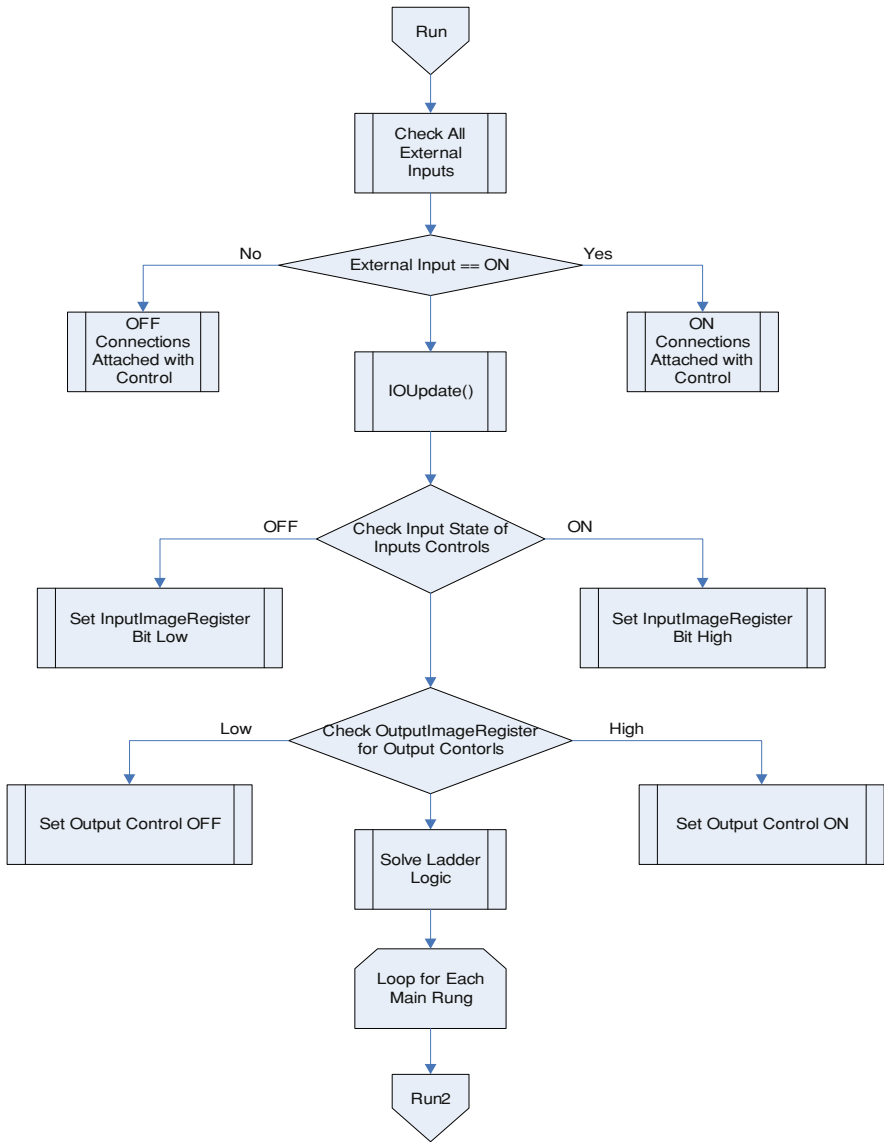 Run
Check All
External
Inputs
No
External Input == ON
Yes
OFF
Connections
Attached with
Control
ON
Connections
Attached with
Control
IOUpdate()
OFF
Check Input State of
Inputs Controls
ON
Set InputImageRegister
Bit Low
Set InputImageRegister
Bit High
Low
Check OutputImageRegister
for Output Contorls
High
Set Output Control OFF
Set Output Control ON
Solve Ladder
Logic
Loop for Each
Main Rung
Run2